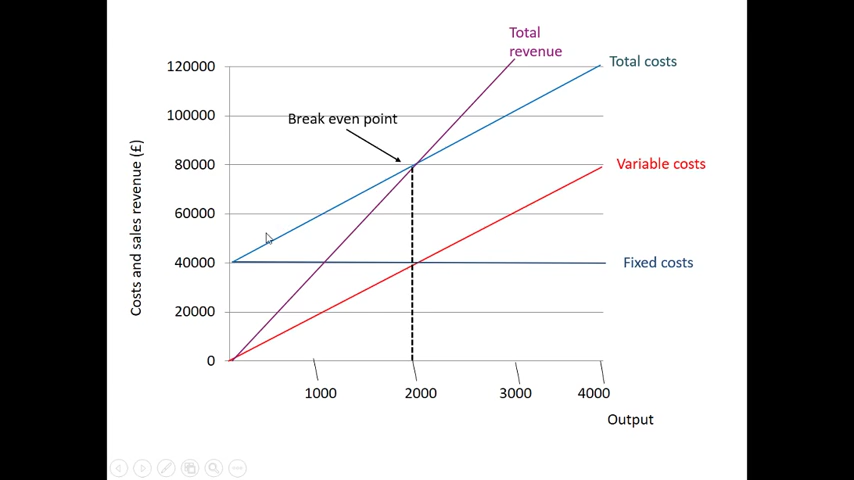 Total
revenue
Total costs
120000
100000
Break even point
80000
Variable costs
60000
Costs and sales revenue (£)
40000
Fixed costs
20000
0
1000
2000
3000
4000
Output